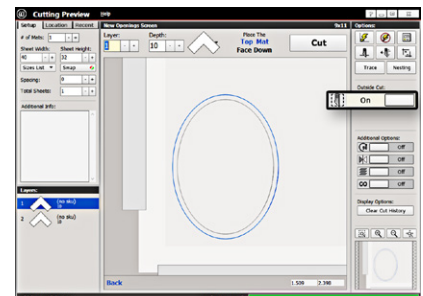 Cutting Preview
Setup Location Recent
# of Mats: 1
Sheet Width: Sheet Height:
40 32
Sizes List Swap
Spacing: 0
Total Sheets: 1
Additional Info:
Layers:
1 (no sku)
2 (no sku)
New Openings Screen 9x11
Layer: Depth:
1 10
Place The
Top Mat
Face Down
Cut
Back
1.500 2.390
Options:
Trace Nesting
Outside Cut:
On
Additional Options:
Off
Off
Off
Off
Display Options:
Clear Cut History